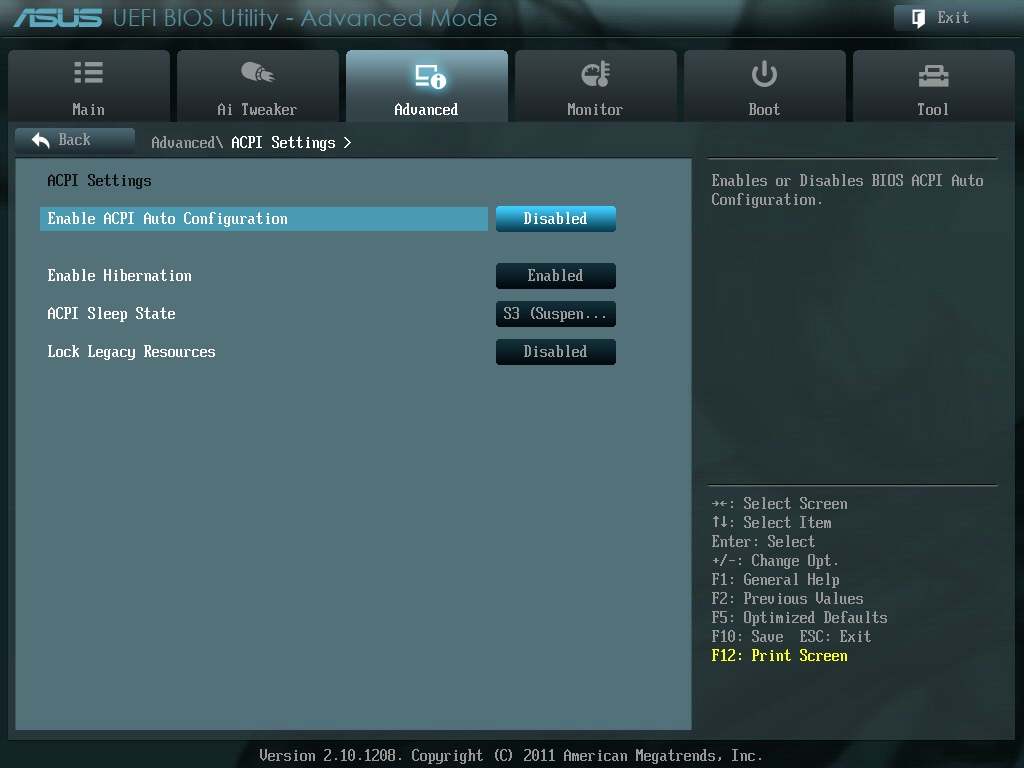 ASUS UEFI BIOS Utility - Advanced Mode
Exit
Main
Ai Tweaker
Advanced
Monitor
Boot
Tool
Back
Advanced\ ACPI Settings >
ACPI Settings
Enable ACPI Auto Configuration Disabled
Enable Hibernation Enabled
ACPI Sleep State S3 (Suspen...
Lock Legacy Resources Disabled
Enables or Disables BIOS ACPI Auto
Configuration.
→←: Select Screen
↑↓: Select Item
Enter: Select
+/-: Change Opt.
F1: General Help
F2: Previous Values
F5: Optimized Defaults
F10: Save ESC: Exit
F12: Print Screen
Version 2.10.1208. Copyright (C) 2011 American Megatrends, Inc.